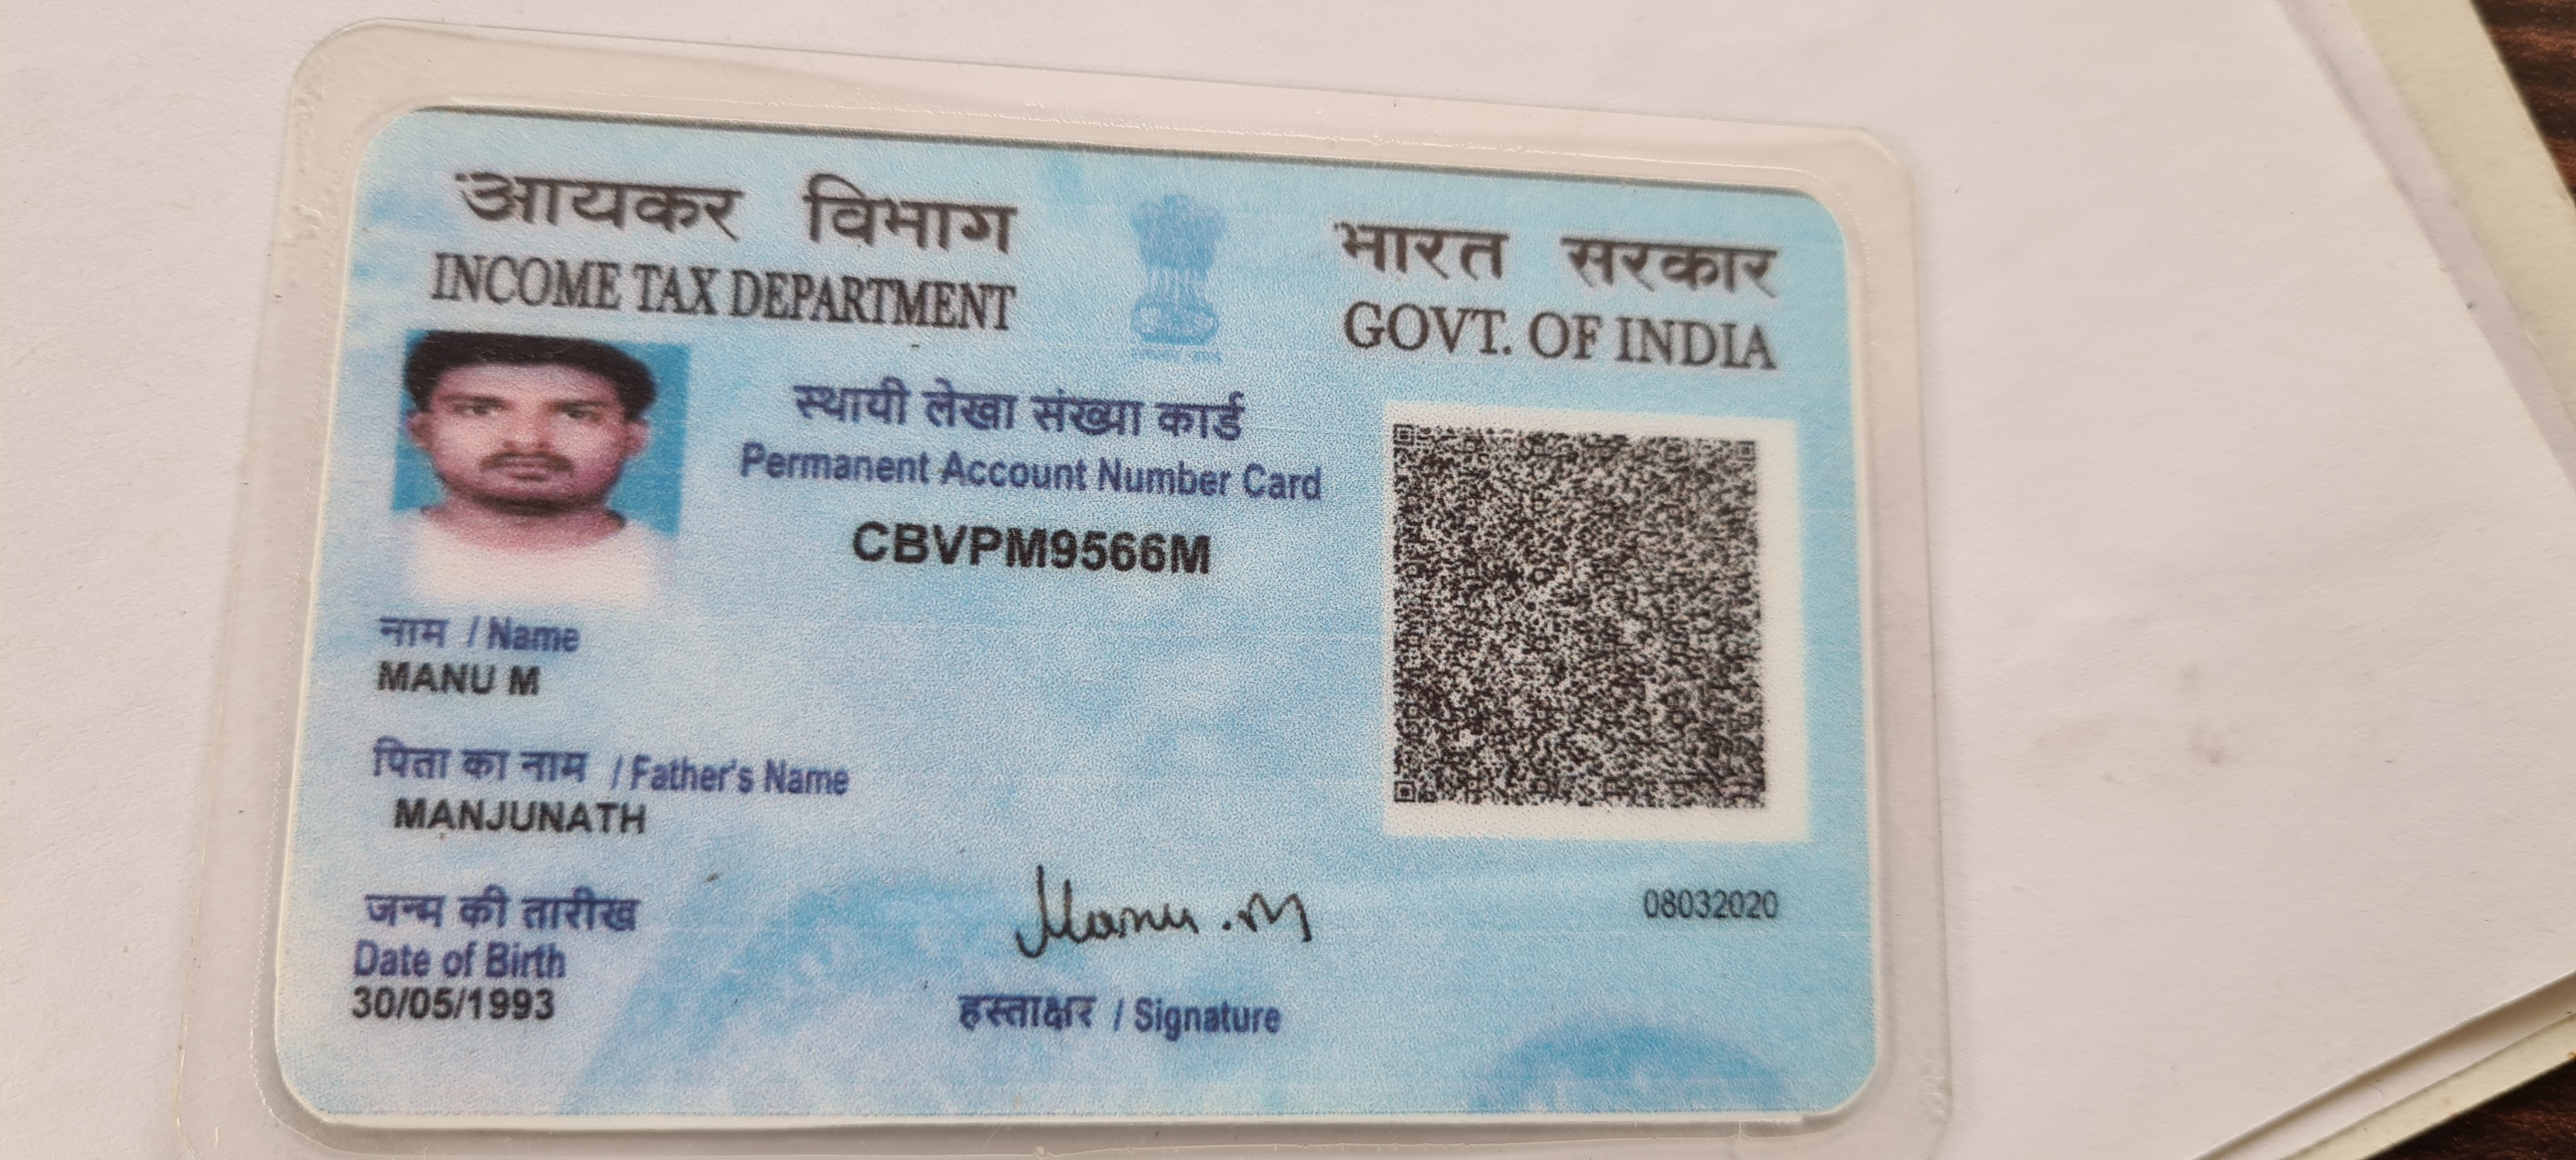 आयकर विभाग
INCOME TAX DEPARTMENT
भारत सरकार
GOVT. OF INDIA
स्थायी लेखा संख्या कार्ड
Permanent Account Number Card
CBVPM9566M
नाम / Name
MANU M
पिता का नाम / Father's Name
MANJUNATH
जन्म की तारीख
Date of Birth
30/05/1993
Manu . M
हस्ताक्षर / Signature
08032020